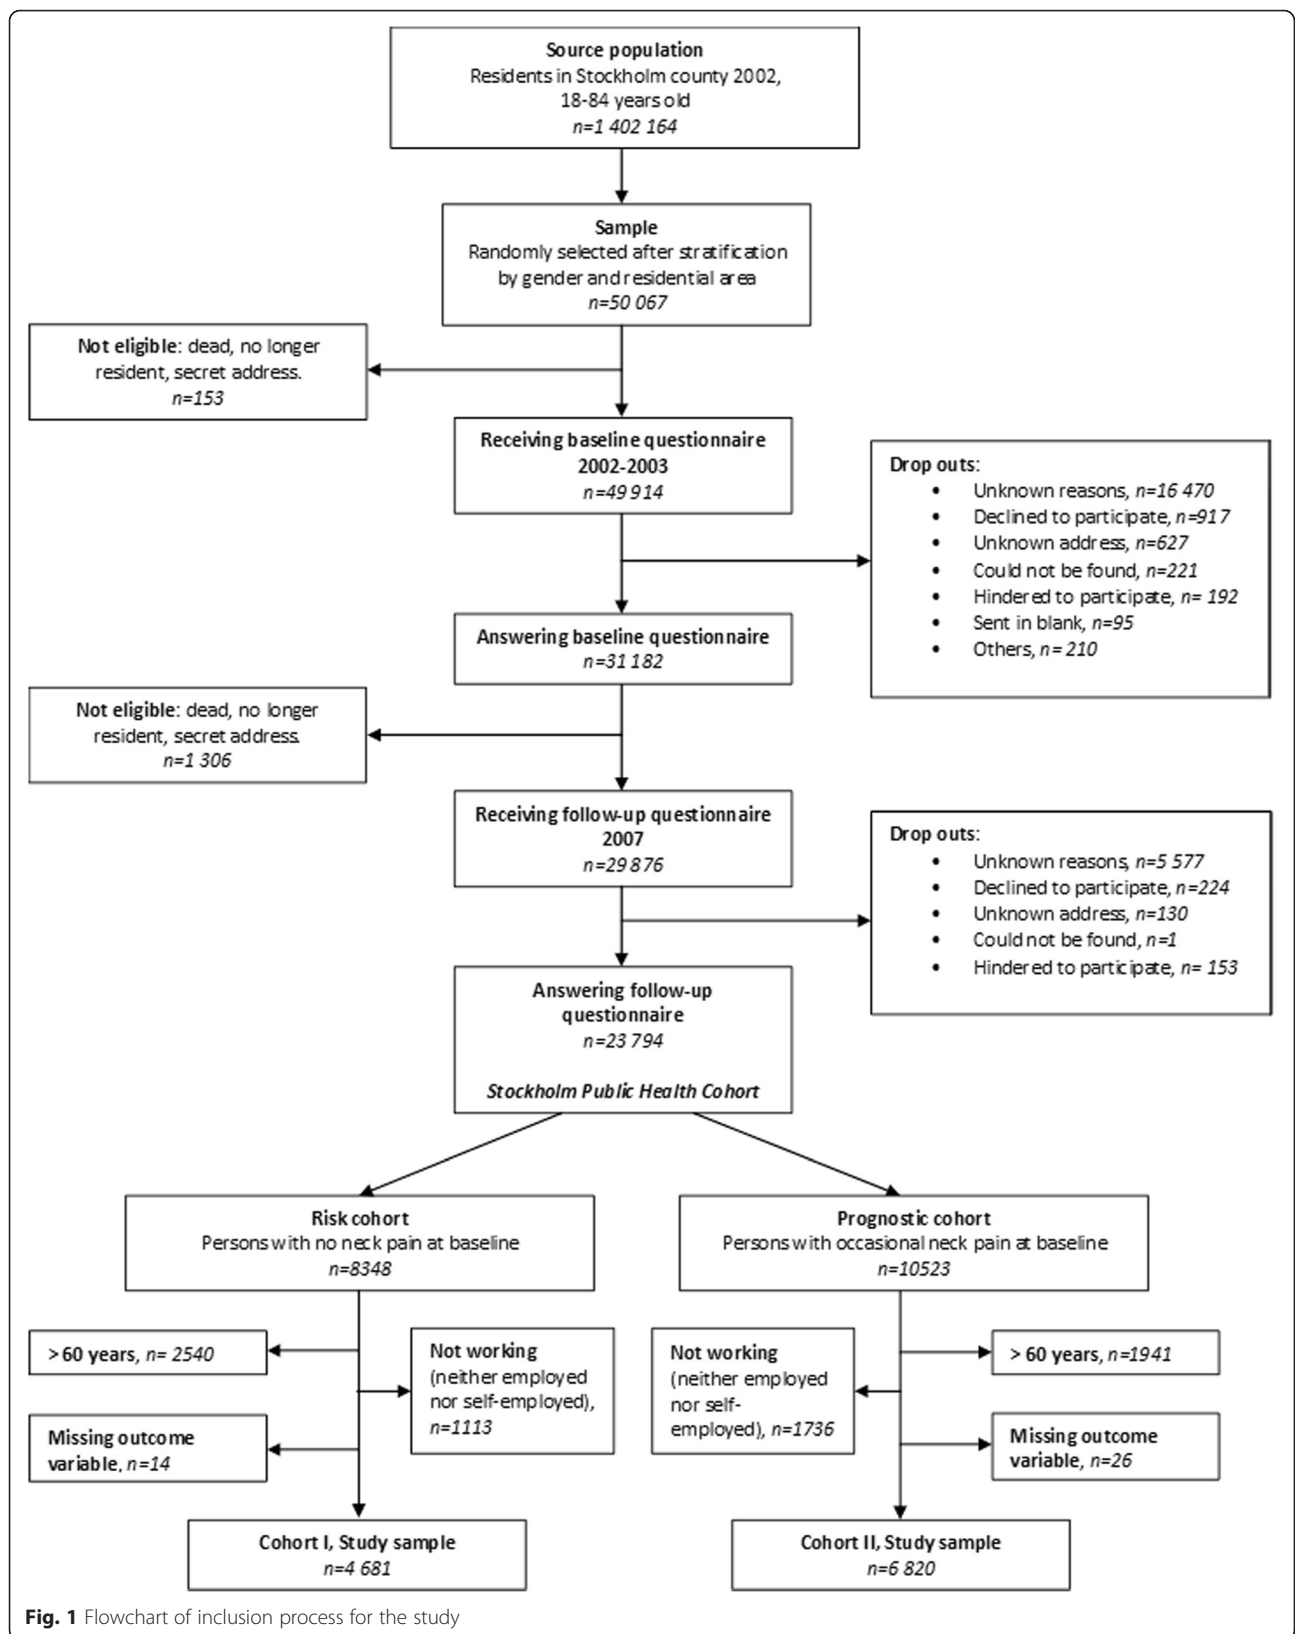 Source population
Residents in Stockholm county 2002,
18-84 years old
n=1 402 164
Sample
Randomly selected after stratification
by gender and residential area
n=50 067
Not eligible: dead, no longer
resident, secret address.
n=153
Receiving baseline questionnaire
2002-2003
n=49 914
Drop outs:
• Unknown reasons, n=16 470
• Declined to participate, n=917
• Unknown address, n=627
• Could not be found, n=221
• Hindered to participate, n= 192
• Sent in blank, n=95
• Others, n= 210
Answering baseline questionnaire
n=31 182
Not eligible: dead, no longer
resident, secret address.
n=1 306
Receiving follow-up questionnaire
2007
n=29 876
Drop outs:
• Unknown reasons, n=5 577
• Declined to participate, n=224
• Unknown address, n=130
• Could not be found, n=1
• Hindered to participate, n= 153
Answering follow-up
questionnaire
n=23 794
Stockholm Public Health Cohort
Risk cohort
Persons with no neck pain at baseline
n=8348
Prognostic cohort
Persons with occasional neck pain at baseline
n=10523
> 60 years, n= 2540
Not working
(neither employed
nor self-employed),
n=1113
Missing outcome
variable, n=14
Not working
(neither employed
nor self-
employed), n=1736
> 60 years, n=1941
Missing outcome
variable, n=26
Cohort I, Study sample
n=4 681
Cohort II, Study sample
n=6 820
Fig. 1 Flowchart of inclusion process for the study